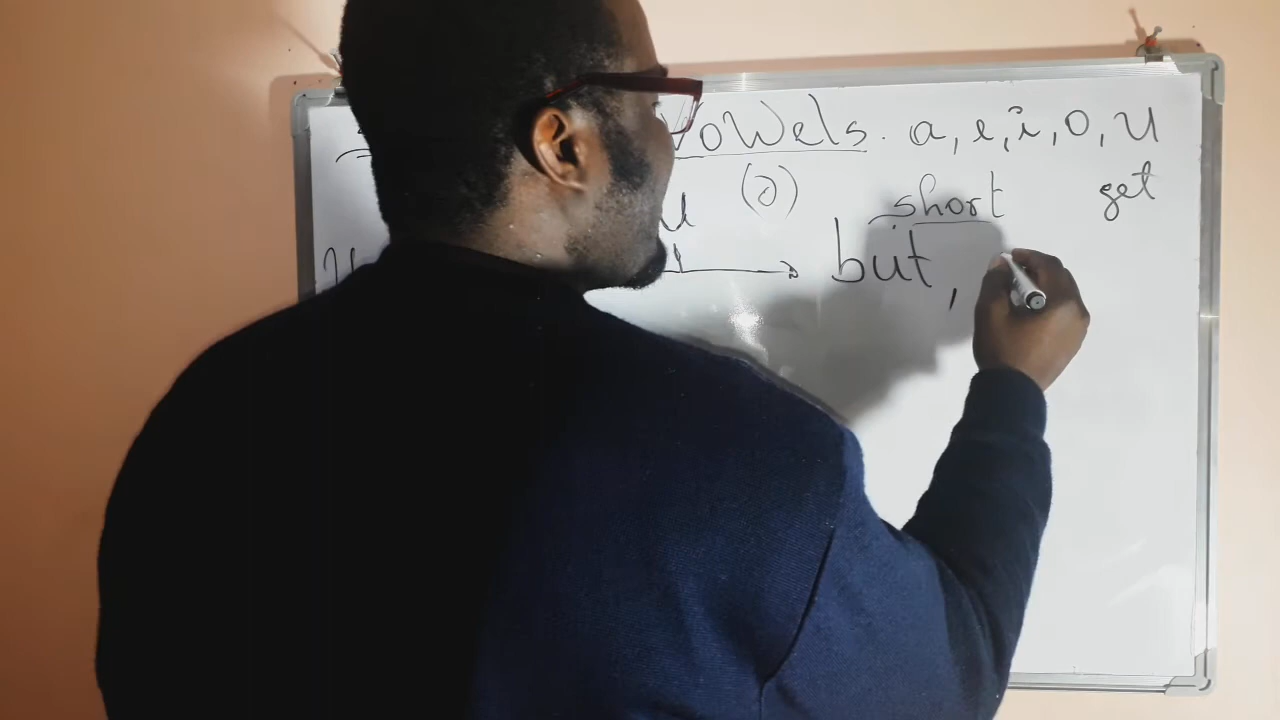 Vowels. a, e, i, o, u
u (o) short get
but,